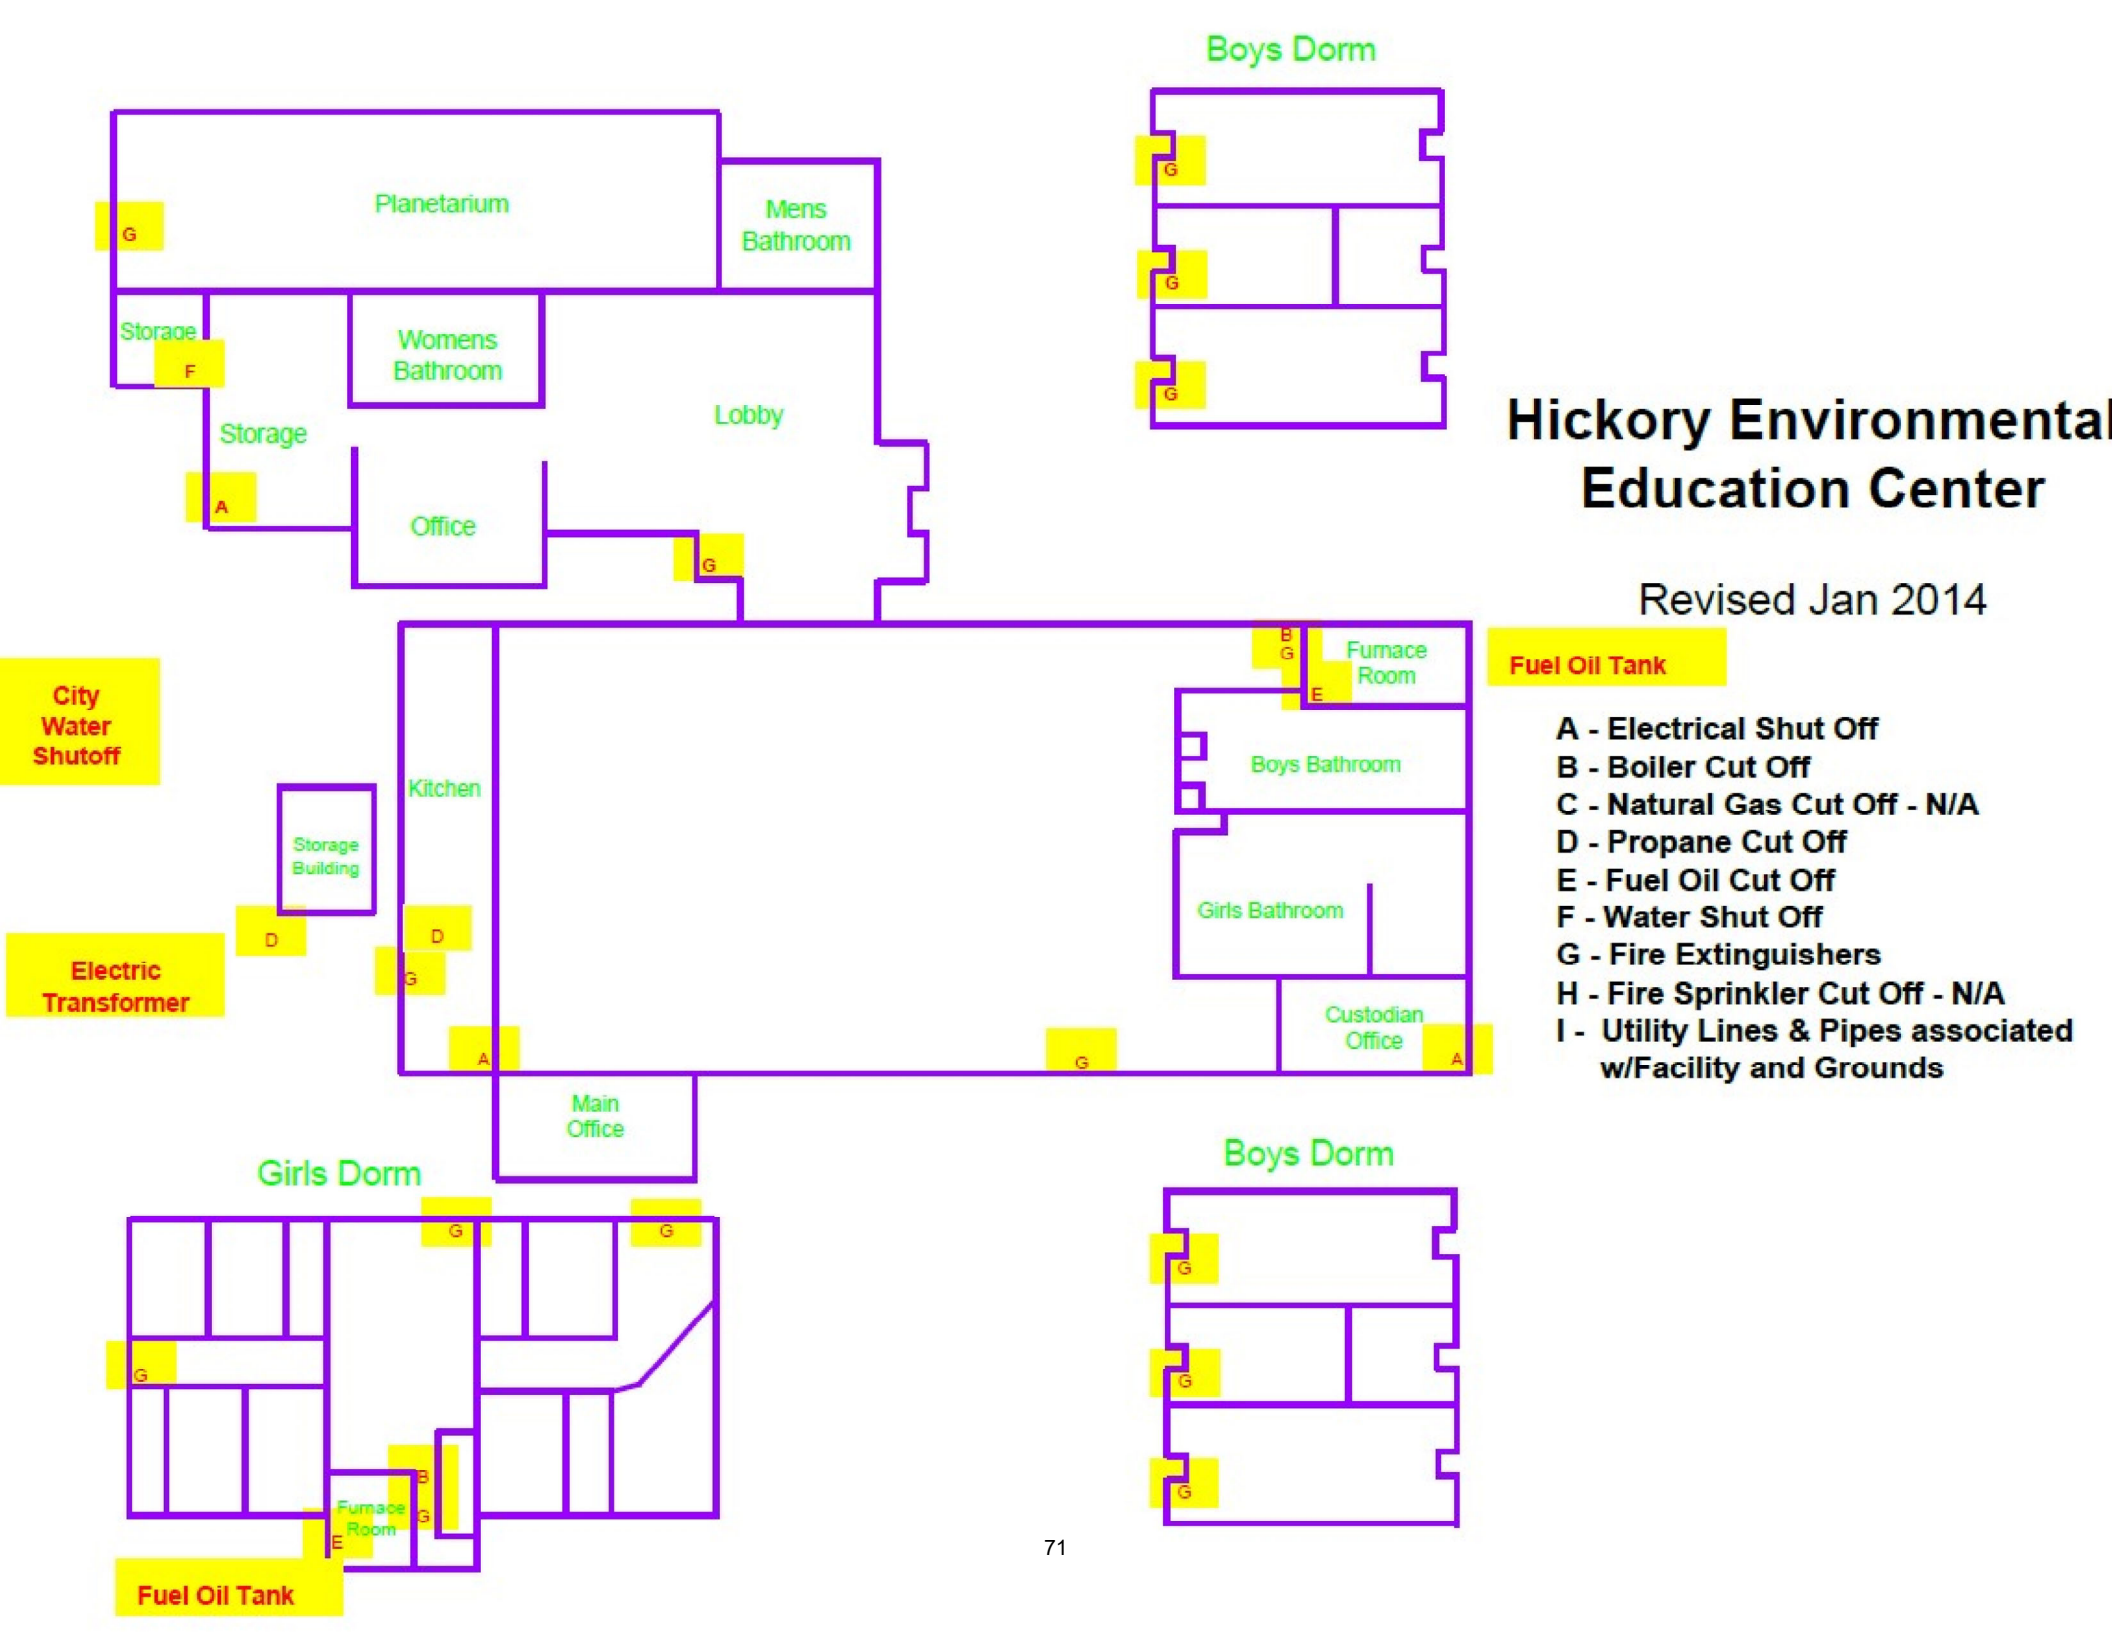 Boys Dorm
Planetarium
Mens
Bathroom
G
G
G
G
Storage
F
Womens
Bathroom
Lobby
Storage
A
Office
G
Hickory Environmental
Education Center
Revised Jan 2014
City
Water
Shutoff
B
G
E
Furnace
Room
Fuel Oil Tank
A - Electrical Shut Off
B - Boiler Cut Off
C - Natural Gas Cut Off - N/A
D - Propane Cut Off
E - Fuel Oil Cut Off
F - Water Shut Off
G - Fire Extinguishers
H - Fire Sprinkler Cut Off - N/A
I - Utility Lines & Pipes associated
w/Facility and Grounds
Kitchen
Boys Bathroom
Storage
Building
Girls Bathroom
D
D
G
Electric
Transformer
Custodian
Office
A
G
A
Main
Office
Girls Dorm
Boys Dorm
G
G
G
G
G
G
B
G
Furnace
Room
E
Fuel Oil Tank
71